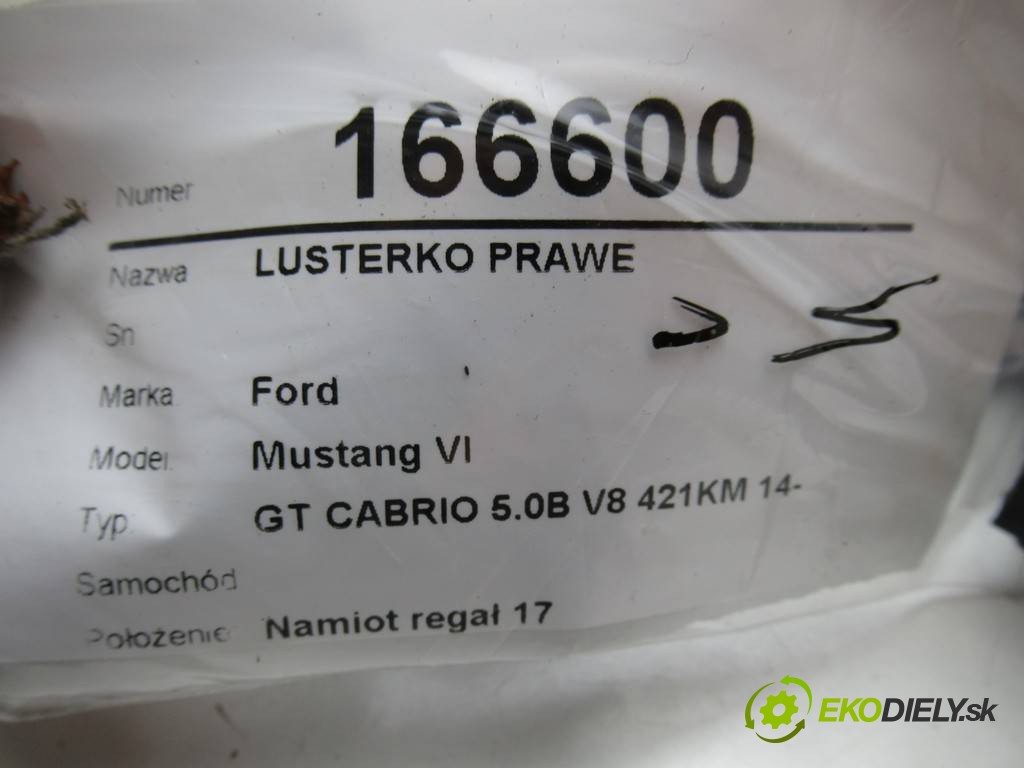 Numer 166600
Nazwa LUSTERKO PRAWE
Sn
Marka Ford
Model Mustang VI
Typ GT CABRIO 5.0B V8 421KM 14-
Samochód
Położenie Namiot regał 17
EKODIELY.sk